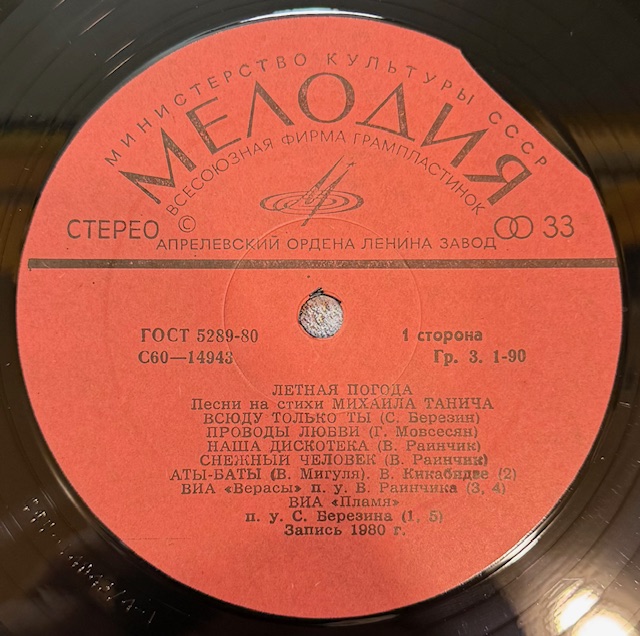 МИНИСТЕРСТВО КУЛЬТУРЫ СССР
МЕЛОДИЯ
ВСЕСОЮЗНАЯ ФИРМА ГРАМПЛАСТИНОК
СТЕРЕО © 33
АПРЕЛЕВСКИЙ ОРДЕНА ЛЕНИНА ЗАВОД
ГОСТ 5289-80 1 сторона
С60—14943 Гр. 3. 1-90
ЛЕТНАЯ ПОГОДА
Песни на стихи МИХАИЛА ТАНИЧА
ВСЮДУ ТОЛЬКО ТЫ (С. Березин)
ПРОВОДЫ ЛЮБВИ (Г. Мовсесян)
НАША ДИСКОТЕКА (В. Раинчик)
СНЕЖНЫЙ ЧЕЛОВЕК (В. Раинчик)
АТЫ-БАТЫ (В. Мигуля). В. Кикабидзе (2)
ВИА «Верасы» п. у. В. Раинчика (3, 4)
ВИА «Пламя»
п. у. С. Березина (1, 5)
Запись 1980 г.